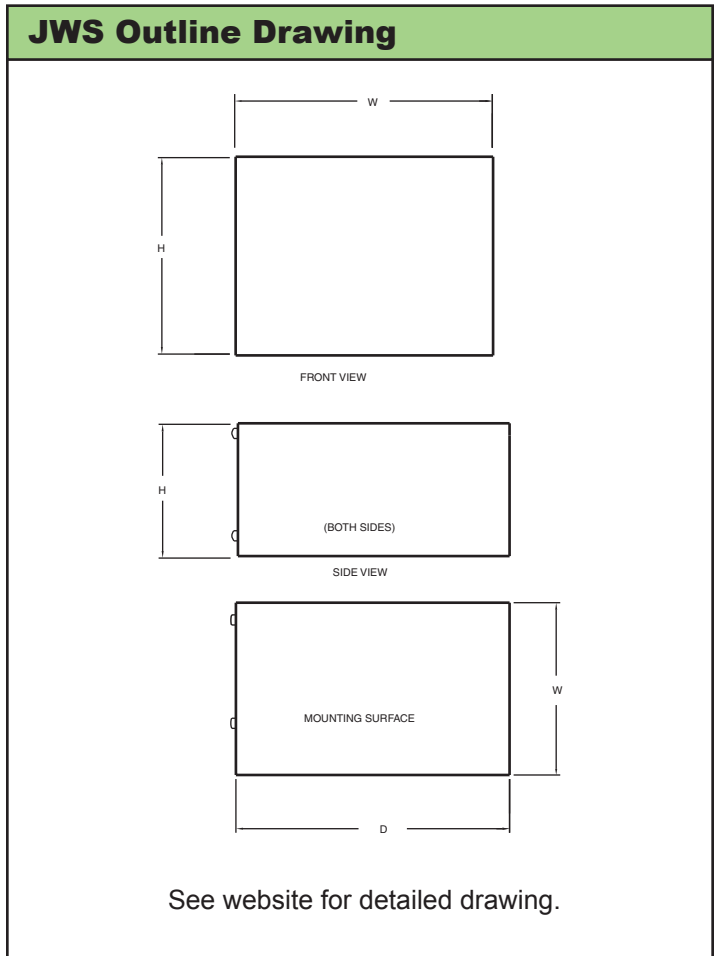 JWS Outline Drawing
W
H
FRONT VIEW
H
(BOTH SIDES)
SIDE VIEW
W
MOUNTING SURFACE
D
See website for detailed drawing.